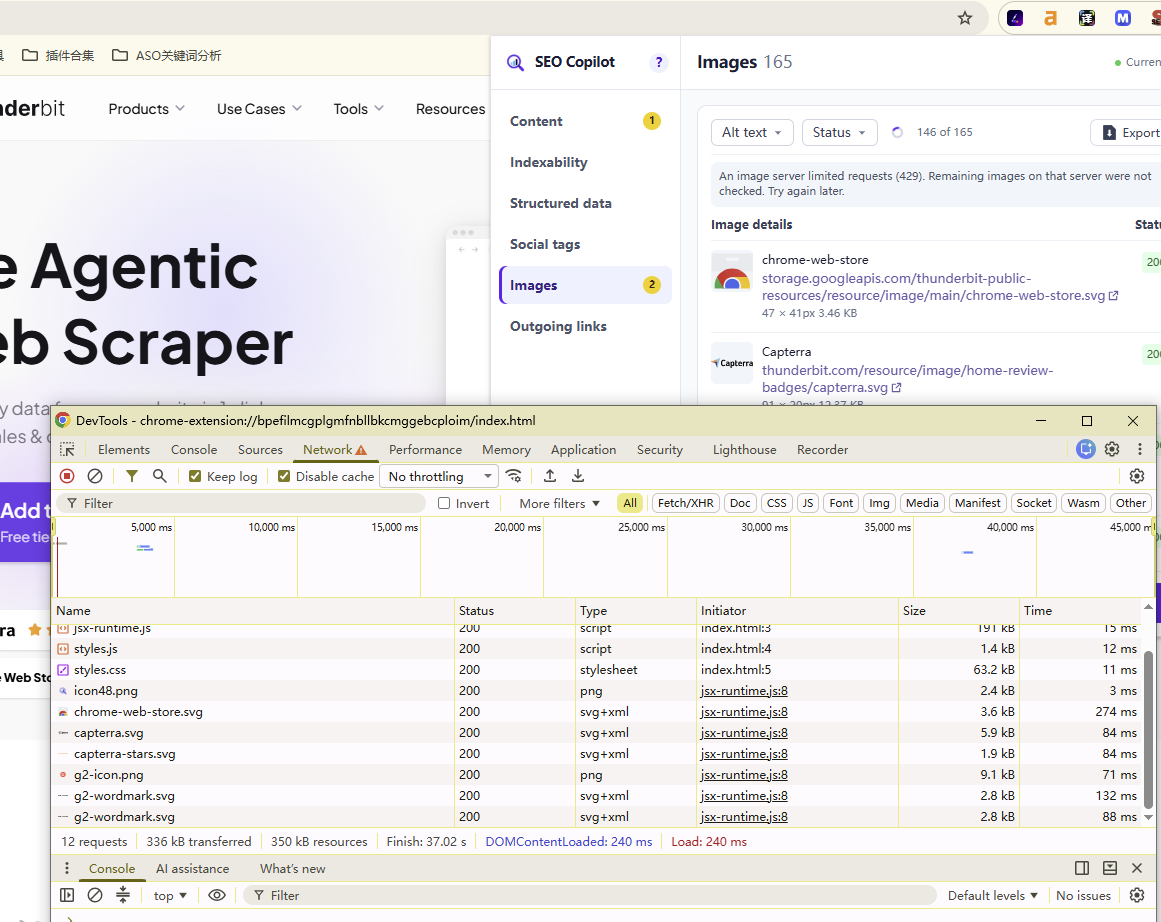 插件合集
ASO关键词分析
译
SEO Copilot
?
Images 165
Curren
derbit
Products
Use Cases
Tools
Resources
Content
1
Indexability
Structured data
Social tags
Images
2
Outgoing links
Alt text
Status
146 of 165
Export
An image server limited requests (429). Remaining images on that server were not
checked. Try again later.
Image details
Statu
chrome-web-store
200
storage.googleapis.com/thunderbit-public-
resources/resource/image/main/chrome-web-store.svg
47 × 41px 3.46 KB
Capterra
Capterra
200
thunderbit.com/resource/image/home-review-
badges/capterra.svg
e Agentic
eb Scraper
DevTools - chrome-extension://bpefilmcgplgmfnbllbkcmggebcploim/index.html
Elements
Console
Sources
Network
Performance
Memory
Application
Security
Lighthouse
Recorder
Keep log
Disable cache
No throttling
Filter
Invert
More filters
All
Fetch/XHR
Doc
CSS
JS
Font
Img
Media
Manifest
Socket
Wasm
Other
5,000 ms
10,000 ms
15,000 ms
20,000 ms
25,000 ms
30,000 ms
35,000 ms
40,000 ms
45,000 m
Name Status Type Initiator Size Time
jsx-runtime.js 200 script index.html:3 191 kB 15 ms
styles.js 200 script index.html:4 1.4 kB 12 ms
styles.css 200 stylesheet index.html:5 63.2 kB 11 ms
icon48.png 200 png jsx-runtime.js:8 2.4 kB 3 ms
chrome-web-store.svg 200 svg+xml jsx-runtime.js:8 3.6 kB 274 ms
capterra.svg 200 svg+xml jsx-runtime.js:8 5.9 kB 84 ms
capterra-stars.svg 200 svg+xml jsx-runtime.js:8 1.9 kB 84 ms
g2-icon.png 200 png jsx-runtime.js:8 9.1 kB 71 ms
g2-wordmark.svg 200 svg+xml jsx-runtime.js:8 2.8 kB 132 ms
g2-wordmark.svg 200 svg+xml jsx-runtime.js:8 2.8 kB 88 ms
12 requests 336 kB transferred 350 kB resources Finish: 37.02 s DOMContentLoaded: 240 ms Load: 240 ms
Console
AI assistance
What's new
top
Filter
Default levels
No issues
Add t
Free tie
ra
e Web Sto